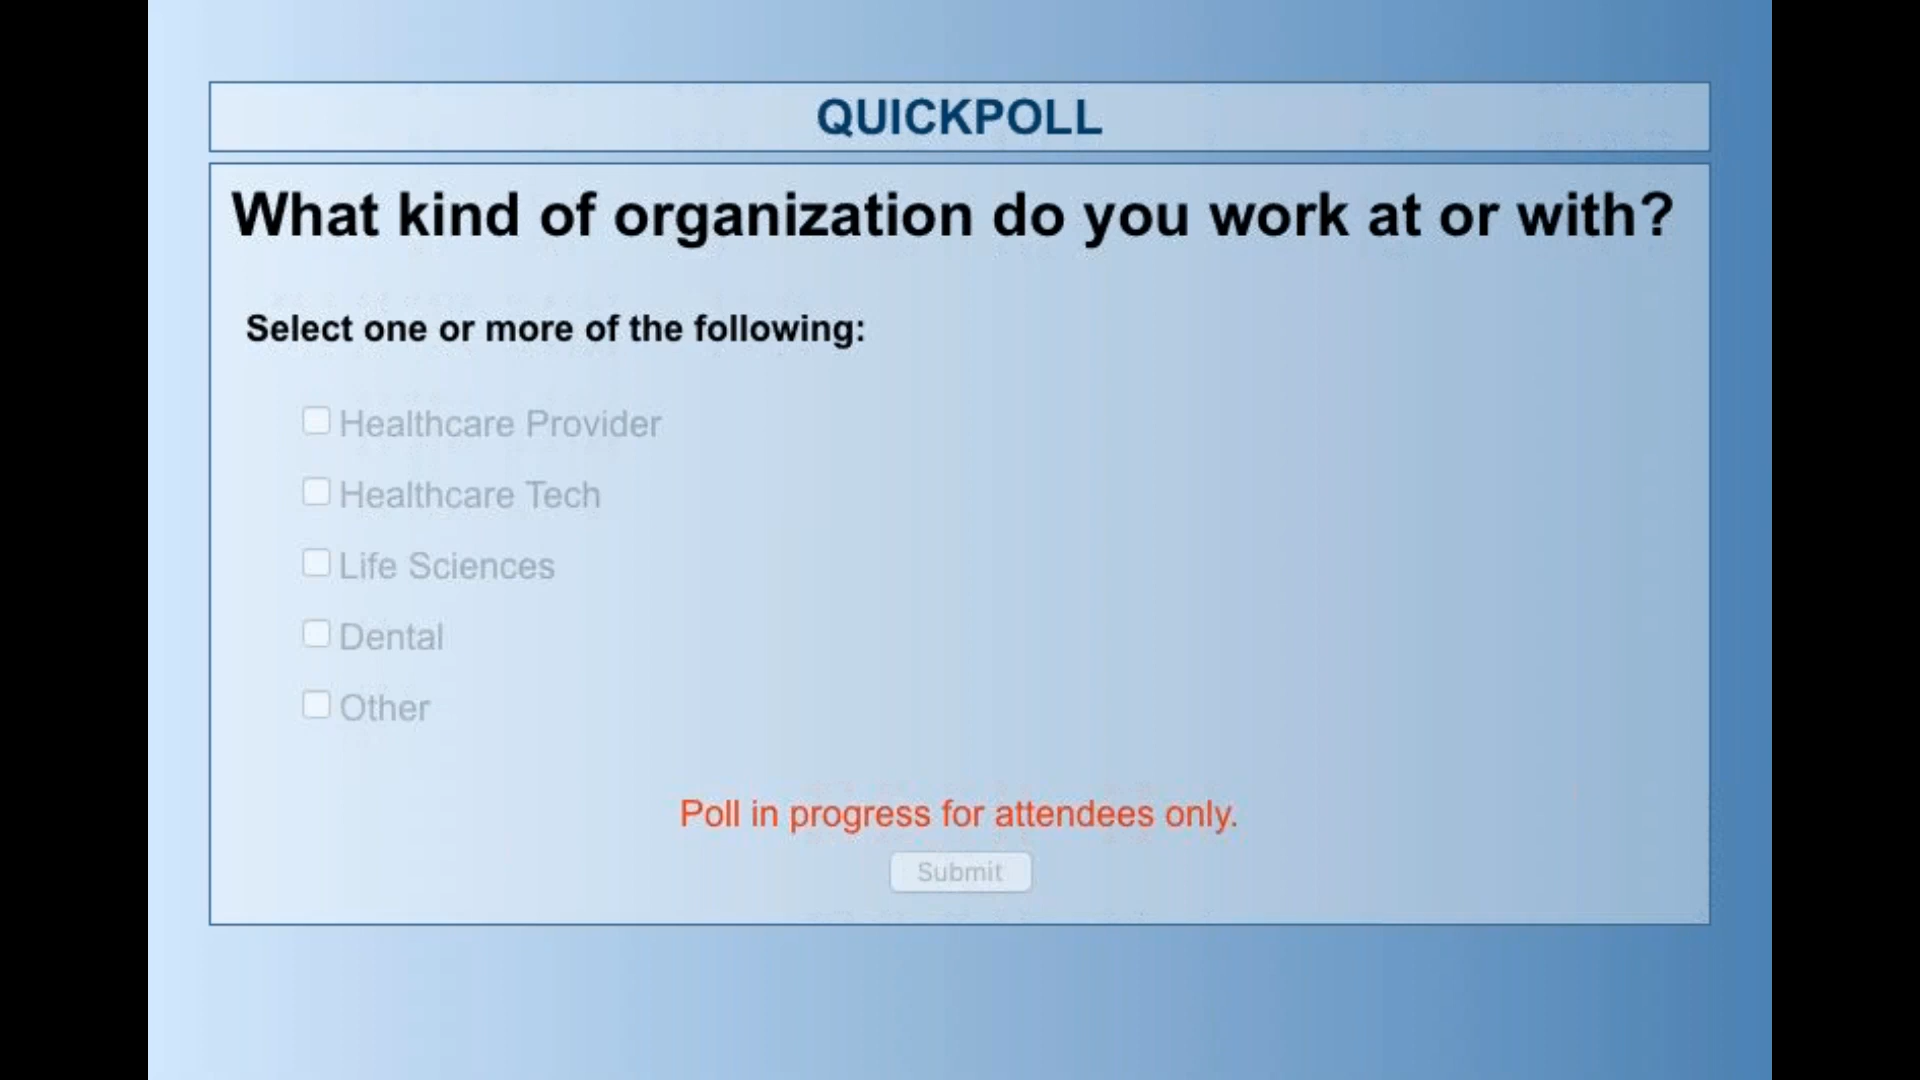 QUICKPOLL
What kind of organization do you work at or with?
Select one or more of the following:
Healthcare Provider
Healthcare Tech
Life Sciences
Dental
Other
Poll in progress for attendees only.
Submit